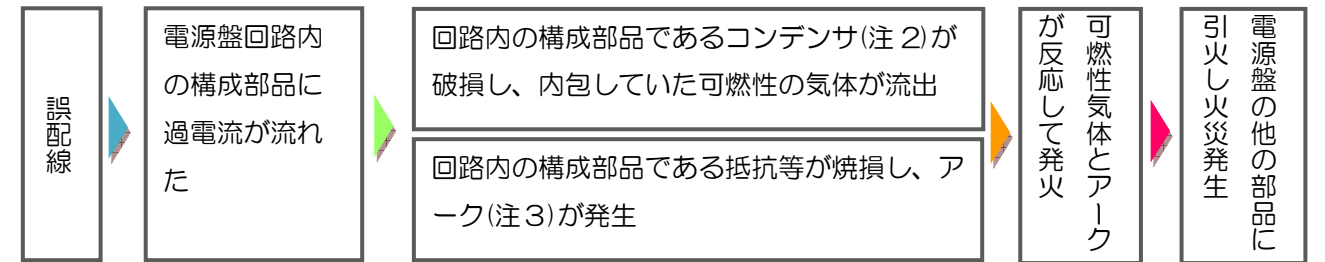 誤配線
電源盤回路内
の構成部品に
過電流が流れ
た
回路内の構成部品であるコンデンサ(注2)が
破損し、内包していた可燃性の気体が流出
回路内の構成部品である抵抗等が焼損し、ア
ーク(注3)が発生
可燃性気体とアーク
が反応して発火
電源盤の他の部品に
引火し火災発生